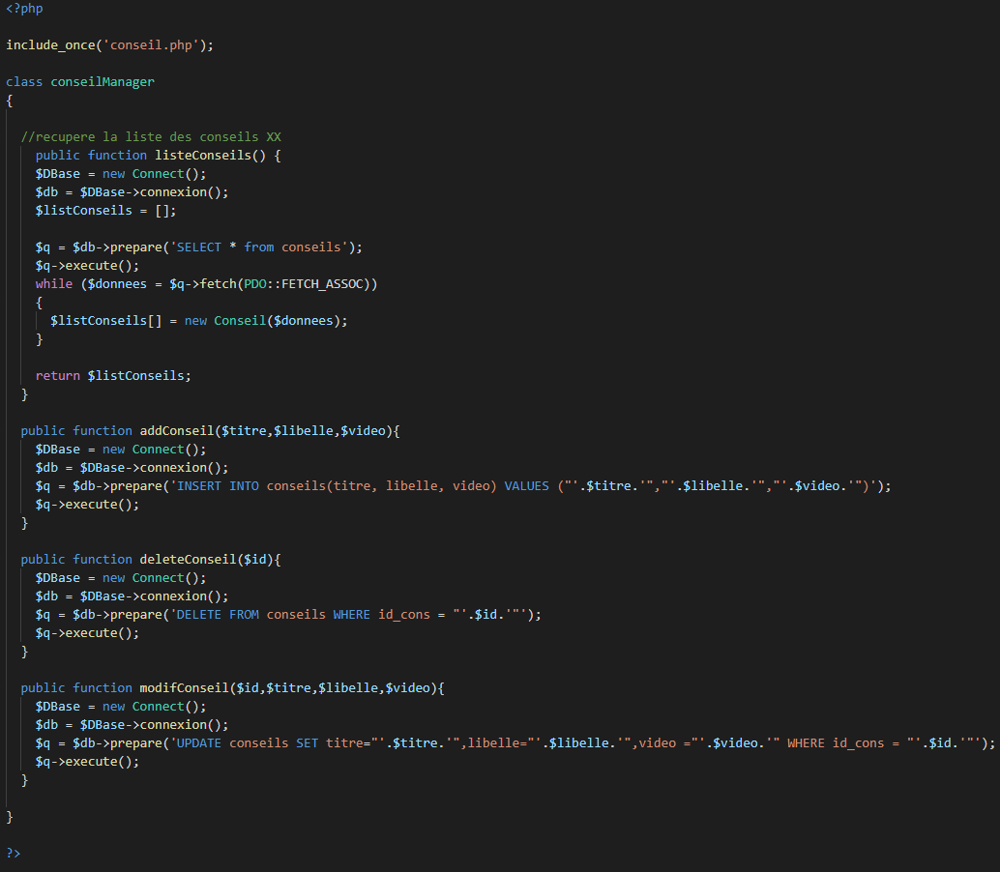 <?php
include_once('conseil.php');
class conseilManager
{
//recupere la liste des conseils XX
public function listeConseils() {
$DBase = new Connect();
$db = $DBase->connexion();
$listConseils = [];
$q = $db->prepare('SELECT * from conseils');
$q->execute();
while ($donnees = $q->fetch(PDO::FETCH_ASSOC))
{
$listConseils[] = new Conseil($donnees);
}
return $listConseils;
}
public function addConseil($titre,$libelle,$video){
$DBase = new Connect();
$db = $DBase->connexion();
$q = $db->prepare('INSERT INTO conseils(titre, libelle, video) VALUES ("'.$titre.'","'.$libelle.'","'.$video.'")');
$q->execute();
}
public function deleteConseil($id){
$DBase = new Connect();
$db = $DBase->connexion();
$q = $db->prepare('DELETE FROM conseils WHERE id_cons = "'.$id.'"');
$q->execute();
}
public function modifConseil($id,$titre,$libelle,$video){
$DBase = new Connect();
$db = $DBase->connexion();
$q = $db->prepare('UPDATE conseils SET titre="'.$titre.'",libelle="'.$libelle.'",video ="'.$video.'" WHERE id_cons = "'.$id.'"');
$q->execute();
}
}
?>